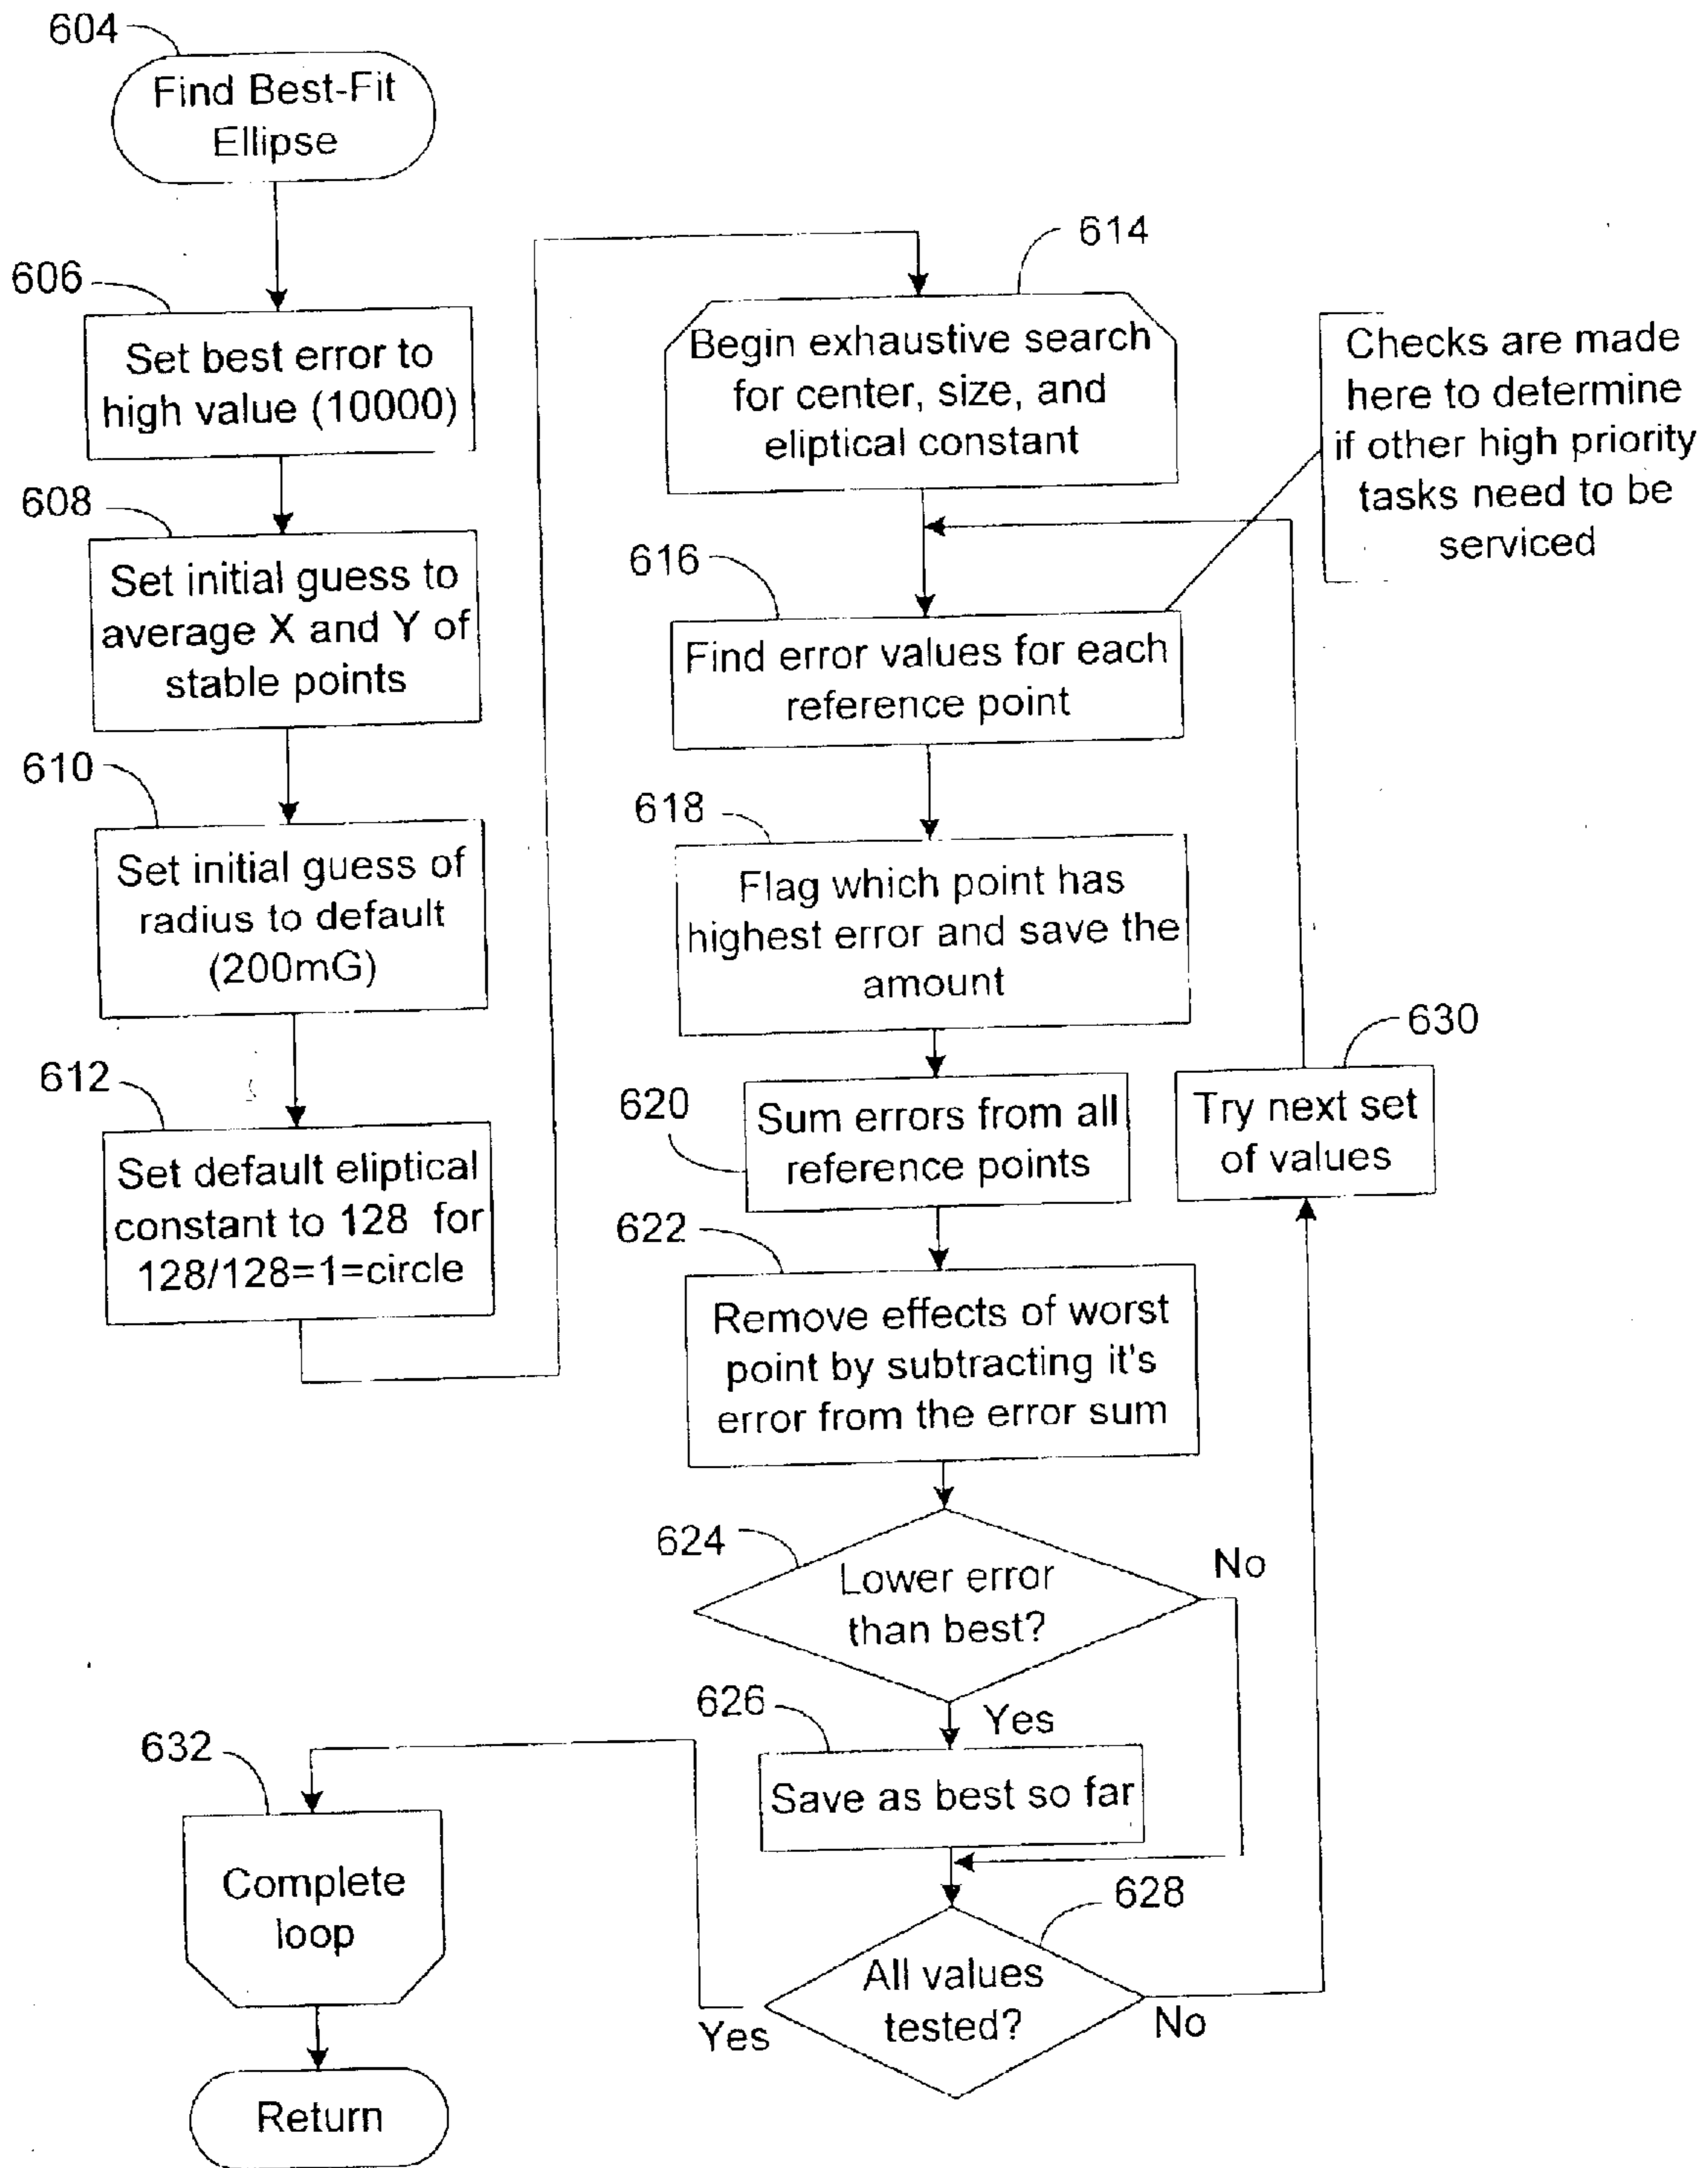 604
Find Best-Fit
Ellipse
606
Set best error to
high value (10000)
608
Set initial guess to
average X and Y of
stable points
610
Set initial guess of
radius to default
(200mG)
612
Set default eliptical
constant to 128 for
128/128=1=circle
614
Begin exhaustive search
for center, size, and
eliptical constant
Checks are made
here to determine
if other high priority
tasks need to be
serviced
616
Find error values for each
reference point
618
Flag which point has
highest error and save the
amount
620
Sum errors from all
reference points
630
Try next set
of values
622
Remove effects of worst
point by subtracting it's
error from the error sum
624
Lower error
than best?
No
Yes
626
Save as best so far
628
All values
tested?
Yes
No
632
Complete
loop
Return